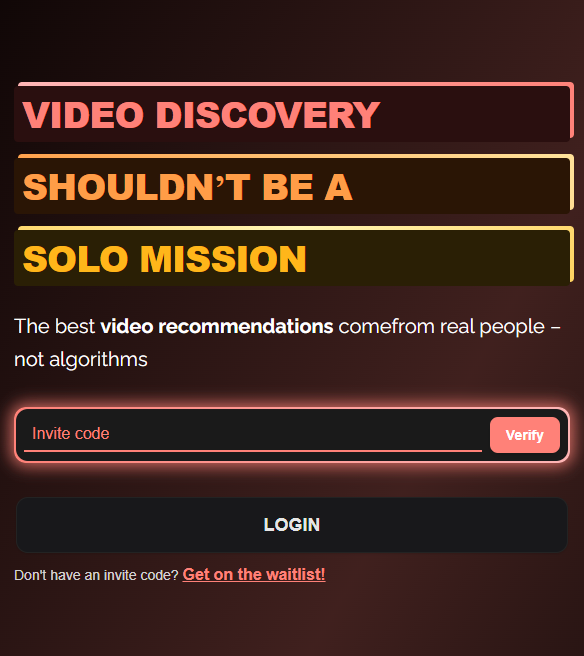 VIDEO DISCOVERY
SHOULDN’T BE A
SOLO MISSION
The best video recommendations comefrom real people –
not algorithms
Invite code
Verify
LOGIN
Don't have an invite code? Get on the waitlist!